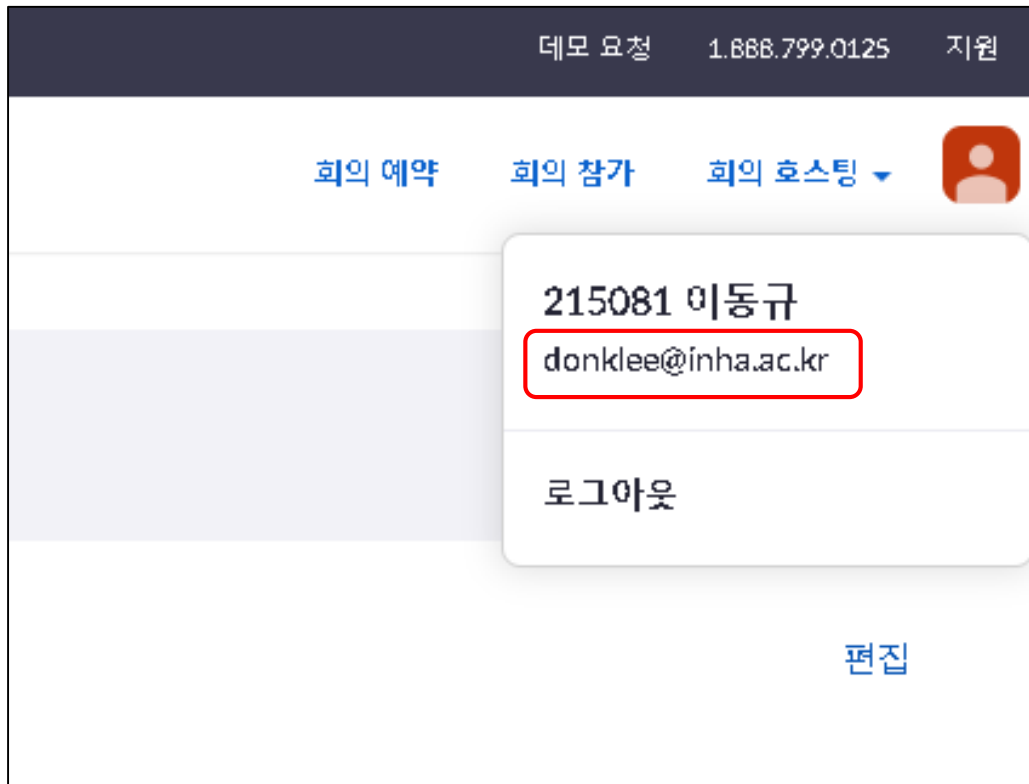 데모 요청 1.888.799.0125 지원
회의 예약 회의 참가 회의 호스팅
215081 이동규
donklee@inha.ac.kr
로그아웃
편집